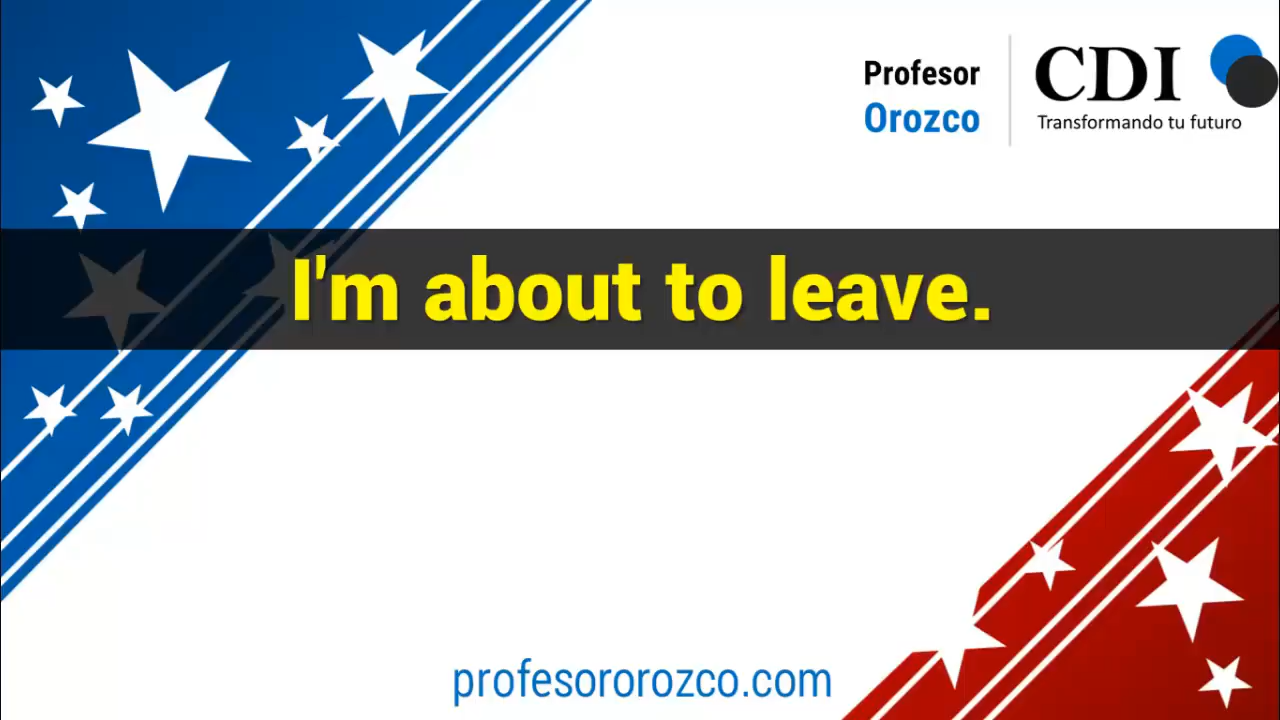 Profesor
Orozco
CDI
Transformando tu futuro
I'm about to leave.
profesororozco.com